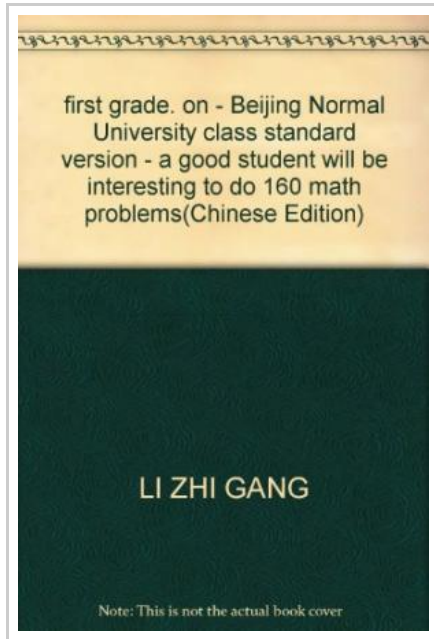 first grade. on - Beijing Normal
University class standard
version - a good student will be
interesting to do 160 math
problems(Chinese Edition)
LI ZHI GANG
Note: This is not the actual book cover